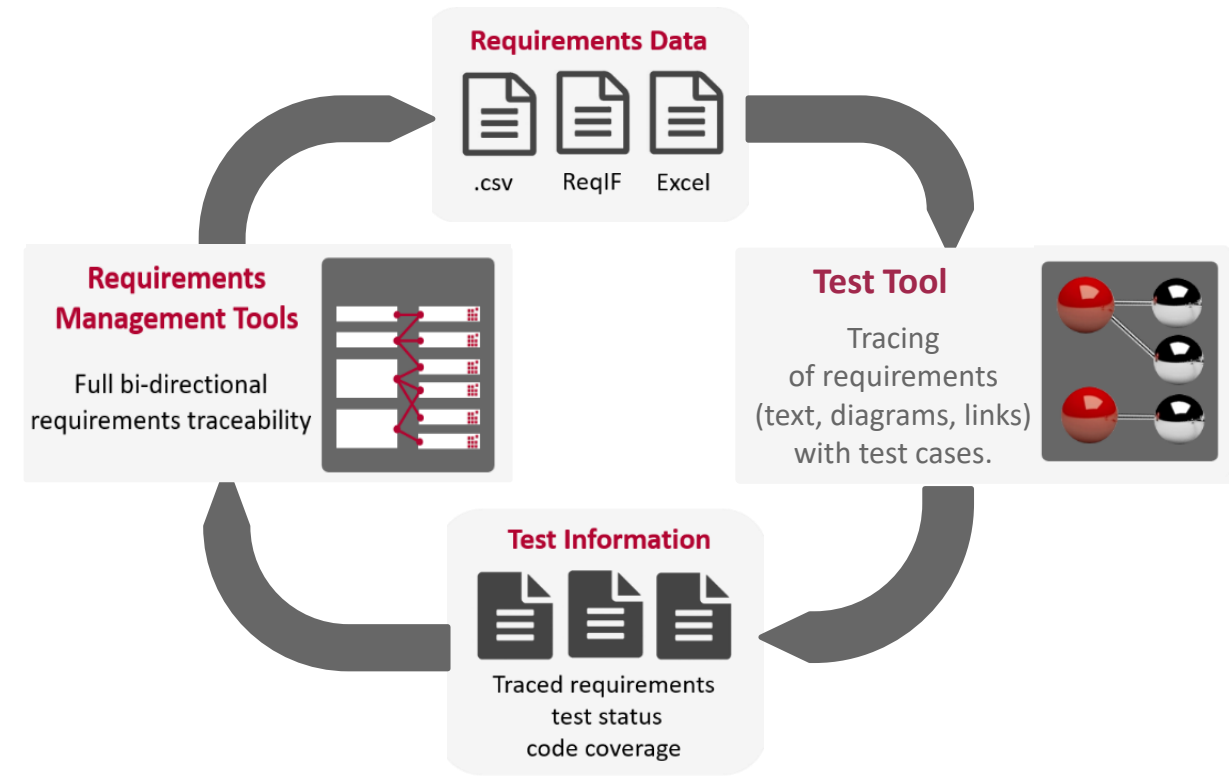 Requirements Data
.csv
ReqIF
Excel
Requirements
Management Tools
Full bi-directional
requirements traceability
Test Tool
Tracing
of requirements
(text, diagrams, links)
with test cases.
Test Information
Traced requirements
test status
code coverage